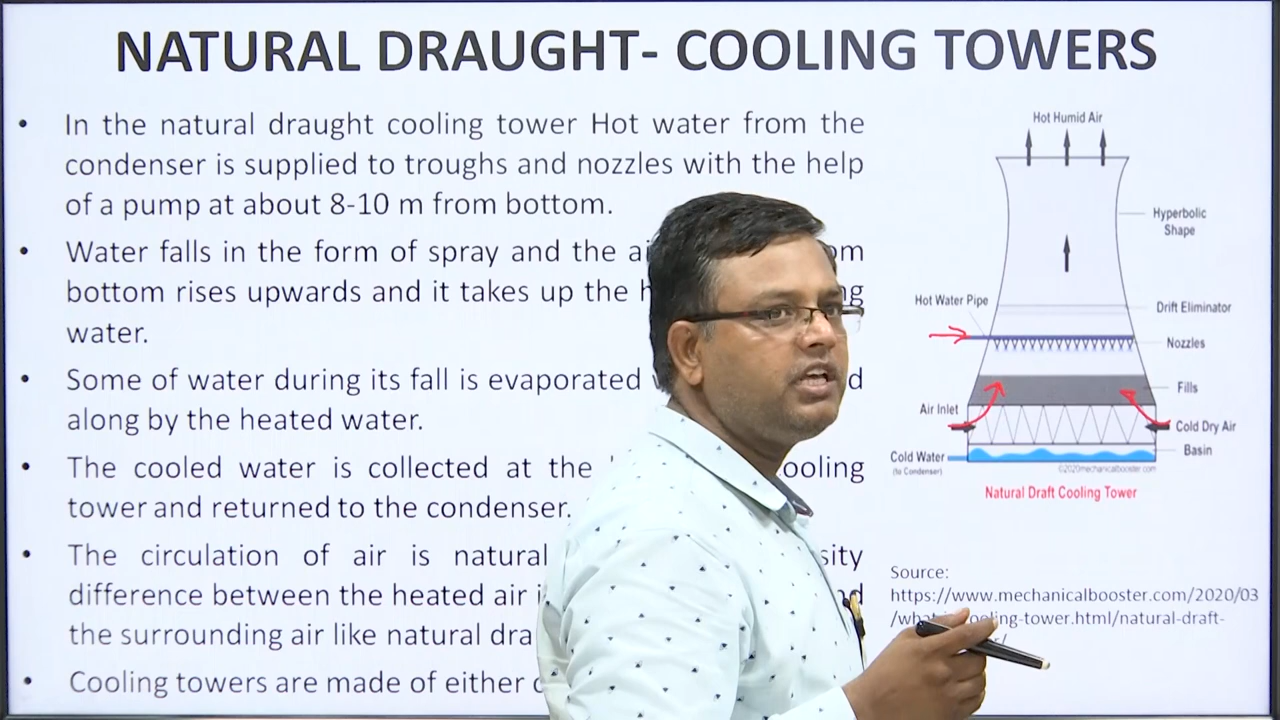 NATURAL DRAUGHT- COOLING TOWERS
• In the natural draught cooling tower Hot water from the
condenser is supplied to troughs and nozzles with the help
of a pump at about 8-10 m from bottom.
• Water falls in the form of spray and the
bottom rises upwards and it takes up the
water.
• Some of water during its fall is evaporated
along by the heated water.
• The cooled water is collected at the
tower and returned to the condenser.
• The circulation of air is natural
difference between the heated air
the surrounding air like natural
• Cooling towers are made of either
Hot Humid Air
Hyperbolic
Shape
Hot Water Pipe
Drift Eliminator
Nozzles
Fills
Air Inlet
Cold Dry Air
Cold Water
(to Condenser)
Basin
©2020mechanicalbooster.com
Natural Draft Cooling Tower
Source:
https://www.mechanicalbooster.com/2020/03